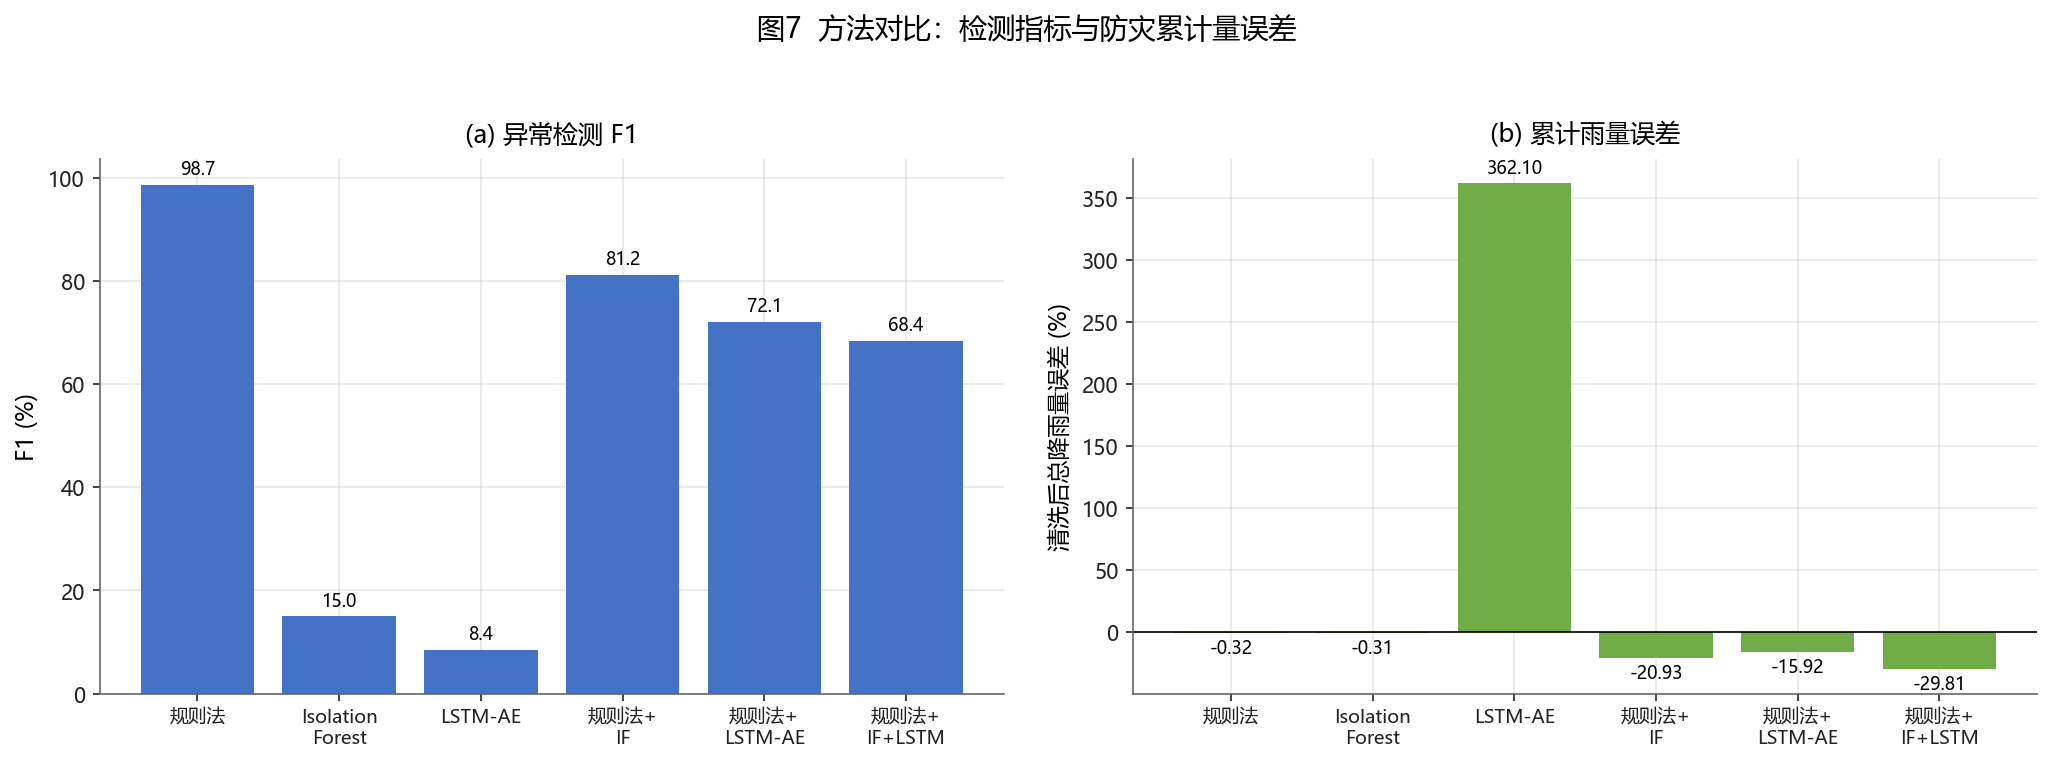 图7  方法对比：检测指标与防灾累计量误差
(a) 异常检测 F1
F1 (%)
100
80
60
40
20
0
98.7
15.0
8.4
81.2
72.1
68.4
规则法
Isolation
Forest
LSTM-AE
规则法+
IF
规则法+
LSTM-AE
规则法+
IF+LSTM
(b) 累计雨量误差
清洗后总降雨量误差 (%)
350
300
250
200
150
100
50
0
-0.32
-0.31
362.10
-20.93
-15.92
-29.81
规则法
Isolation
Forest
LSTM-AE
规则法+
IF
规则法+
LSTM-AE
规则法+
IF+LSTM